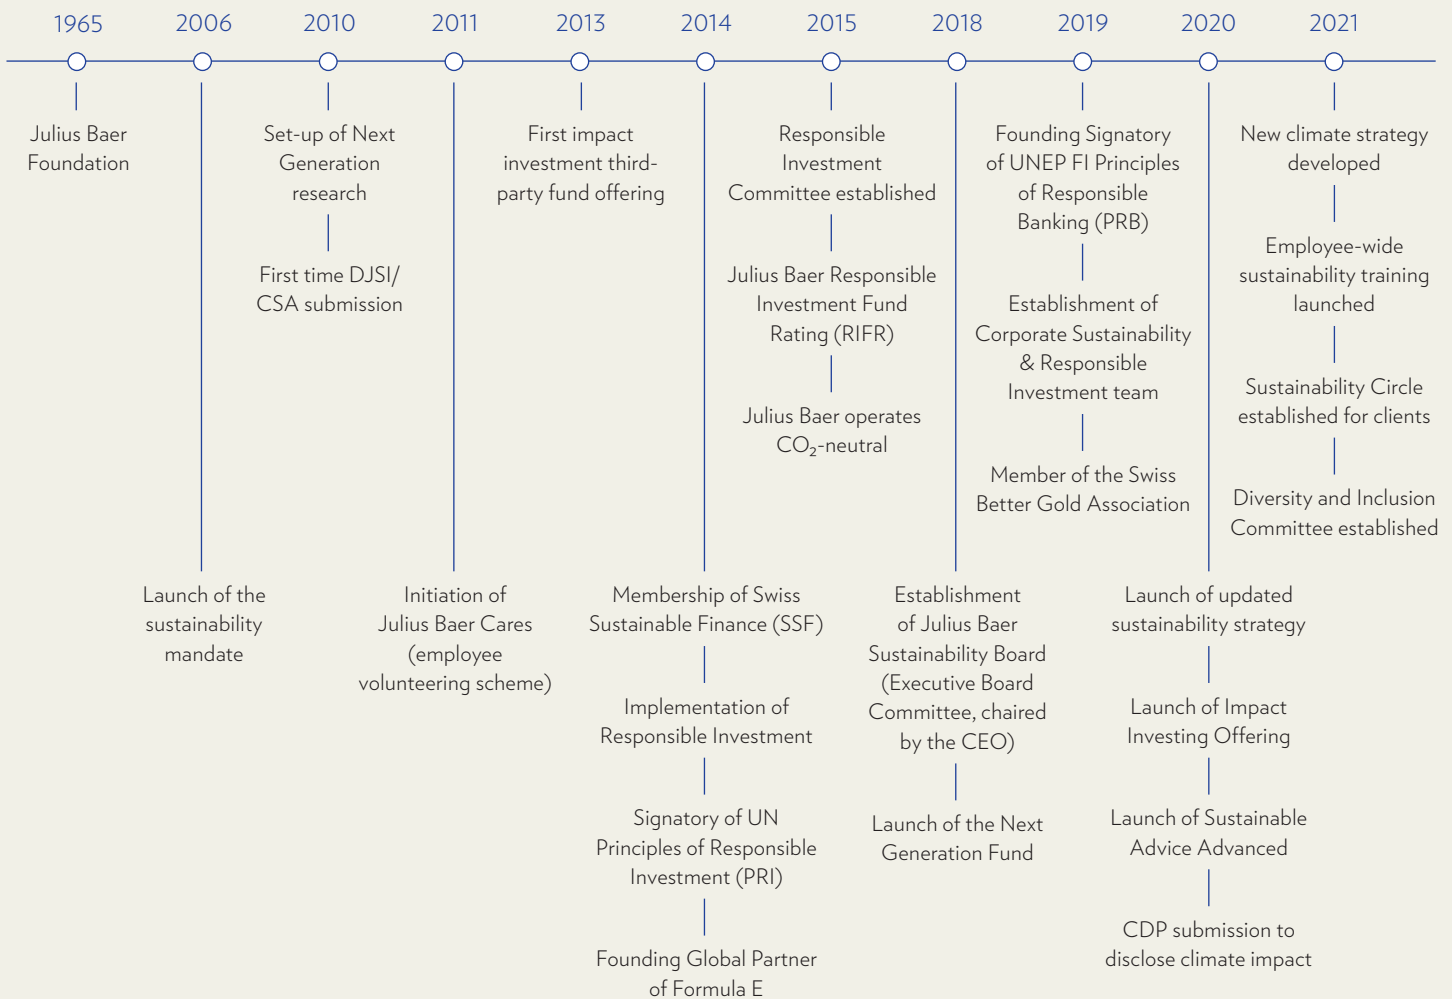 1965
2006
2010
2011
2013
2014
2015
2018
2019
2020
2021
Julius Baer
Foundation
Launch of the
sustainability
mandate
Set-up of Next
Generation
research
First time DJSI/
CSA submission
Initiation of
Julius Baer Cares
(employee
volunteering scheme)
First impact
investment third-
party fund offering
Membership of Swiss
Sustainable Finance (SSF)
Implementation of
Responsible Investment
Signatory of UN
Principles of Responsible
Investment (PRI)
Founding Global Partner
of Formula E
Responsible
Investment
Committee established
Julius Baer Responsible
Investment Fund
Rating (RIFR)
Julius Baer operates
CO₂-neutral
Establishment
of Julius Baer
Sustainability Board
(Executive Board
Committee, chaired
by the CEO)
Launch of the Next
Generation Fund
Founding Signatory
of UNEP FI Principles
of Responsible
Banking (PRB)
Establishment of
Corporate Sustainability
& Responsible
Investment team
Member of the Swiss
Better Gold Association
Launch of updated
sustainability strategy
Launch of Impact
Investing Offering
Launch of Sustainable
Advice Advanced
CDP submission to
disclose climate impact
New climate strategy
developed
Employee-wide
sustainability training
launched
Sustainability Circle
established for clients
Diversity and Inclusion
Committee established